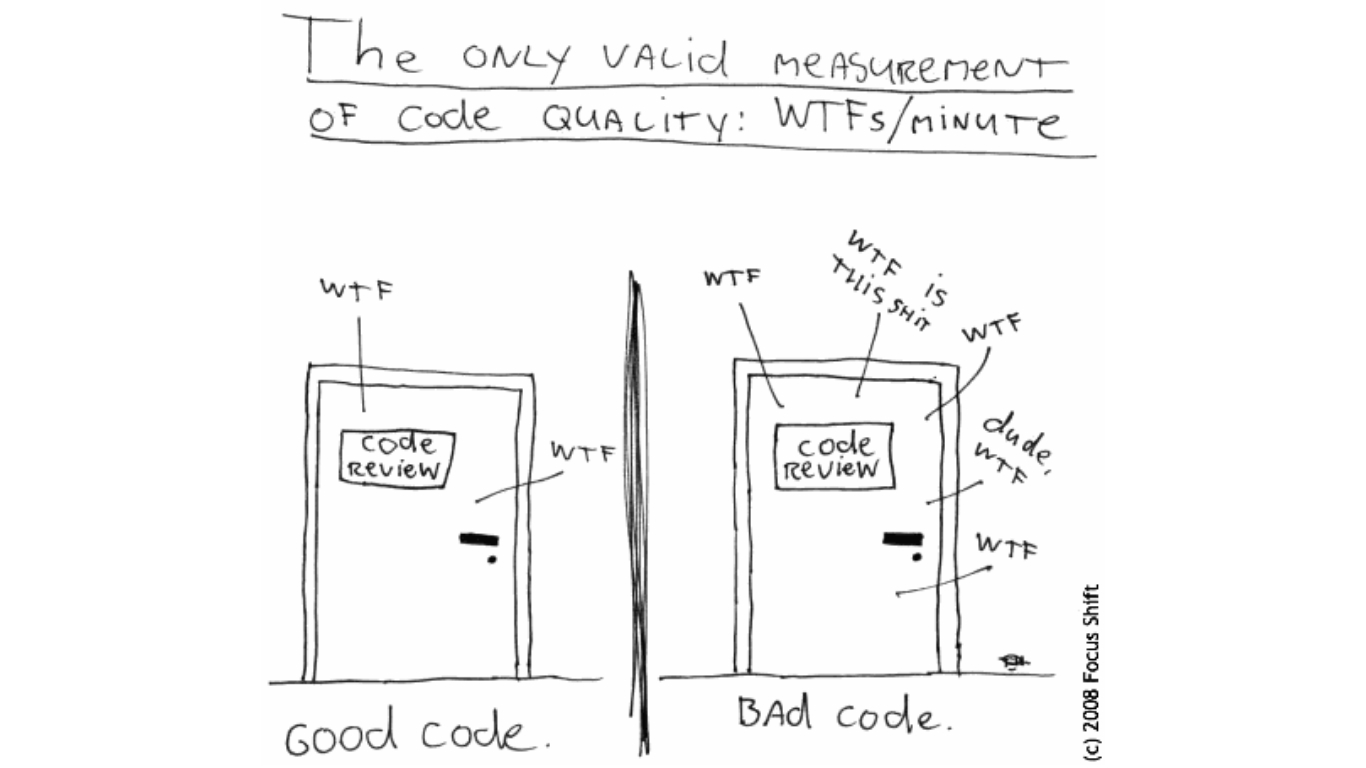 The ONLY VALid MEASUREMENT
OF Code QUALITY: WTFs/MINUTE
WTF
Code
REVIEW
WTF
GOOD CODE.
WTF
WTF is
THIS SHIT
WTF
Code
REVIEW
dude,
WTF
WTF
BAd Code.
(c) 2008 Focus Shift